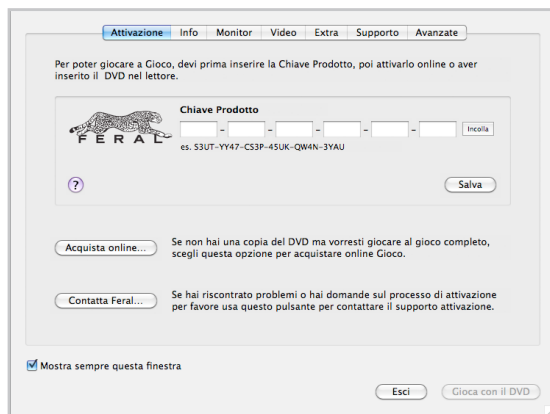 Attivazione Info Monitor Video Extra Supporto Avanzate
Per poter giocare a Gioco, devi prima inserire la Chiave Prodotto, poi attivarlo online o aver
inserito il DVD nel lettore.
Chiave Prodotto
- - - - - Incolla
FERAL
es. S3UT-YY47-CS3P-45UK-QW4N-3YAU
? Salva
Acquista online...
Se non hai una copia del DVD ma vorresti giocare al gioco completo,
scegli questa opzione per acquistare online Gioco.
Contatta Feral...
Se hai riscontrato problemi o hai domande sul processo di attivazione
per favore usa questo pulsante per contattare il supporto attivazione.
Mostra sempre questa finestra
Esci Gioca con il DVD